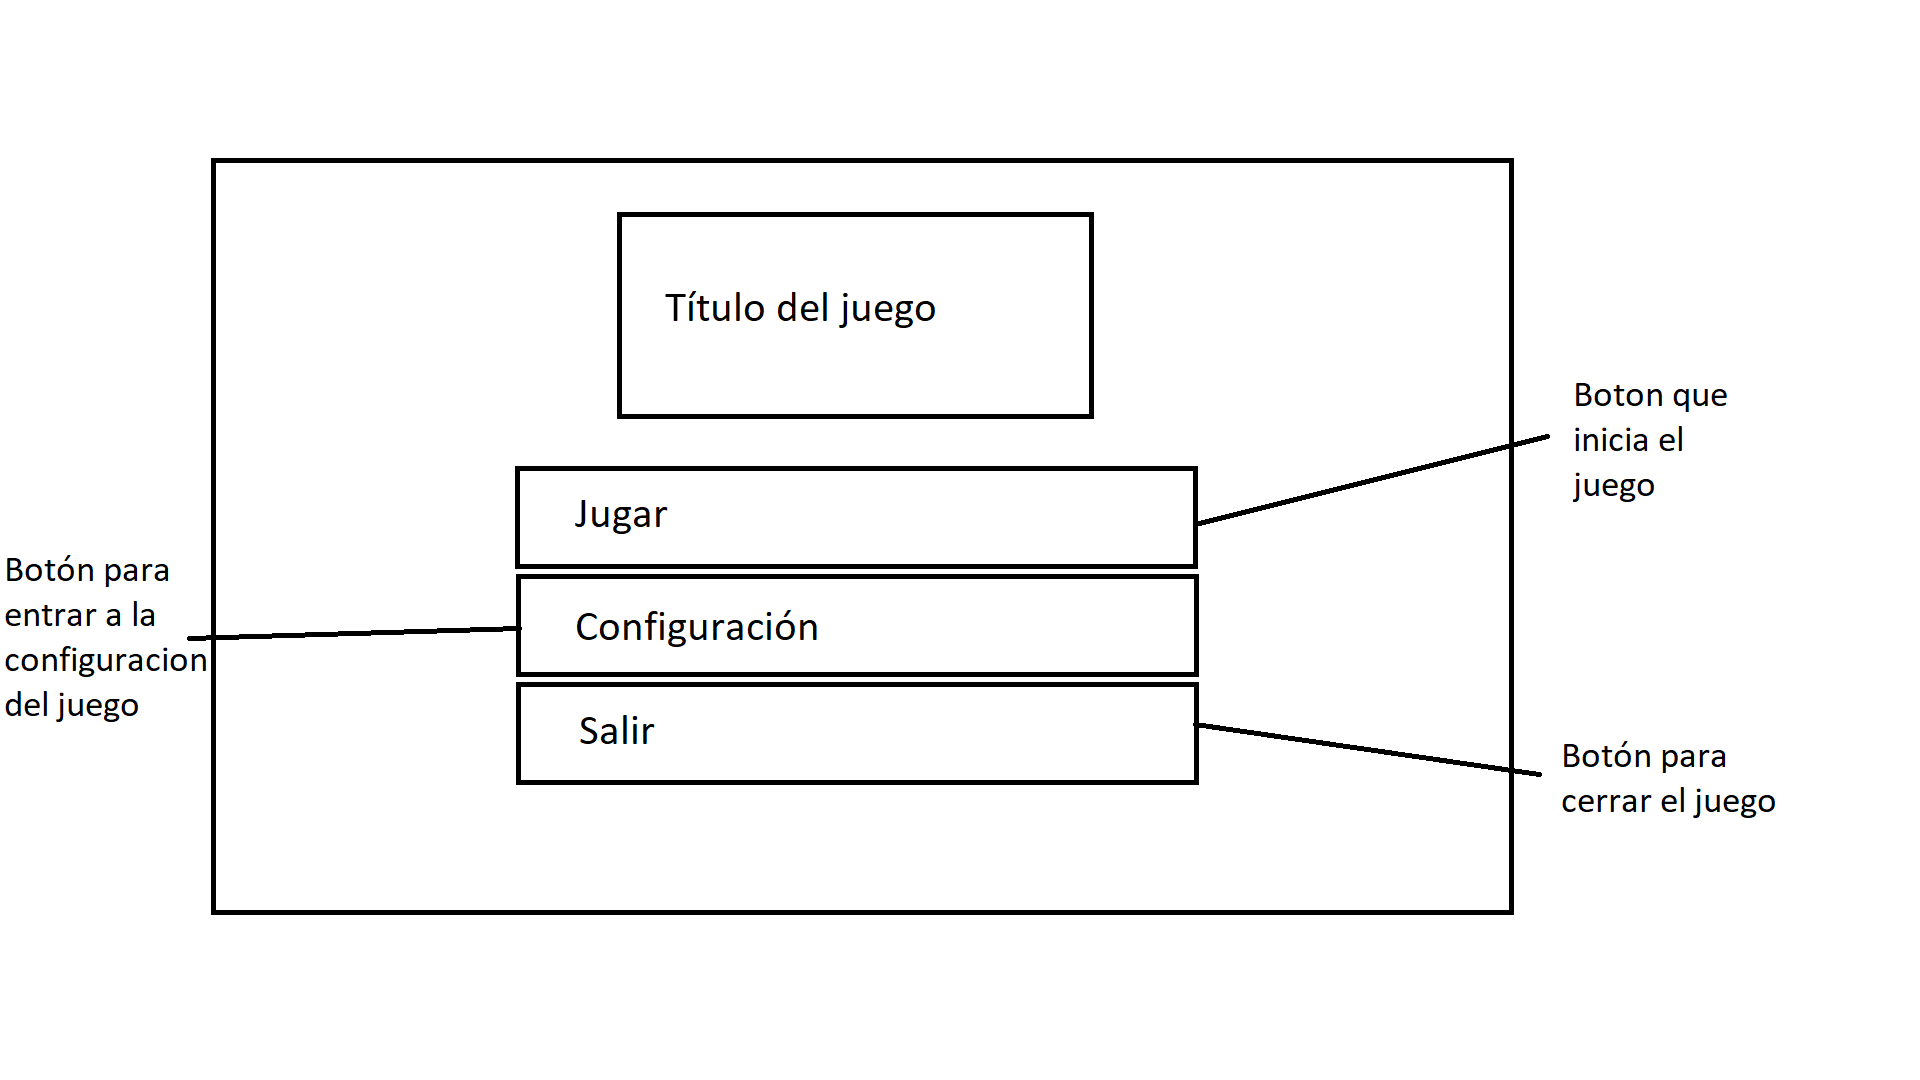 Título del juego
Boton que
inicia el
juego
Jugar
Botón para
entrar a la
configuracion
del juego
Configuración
Salir
Botón para
cerrar el juego